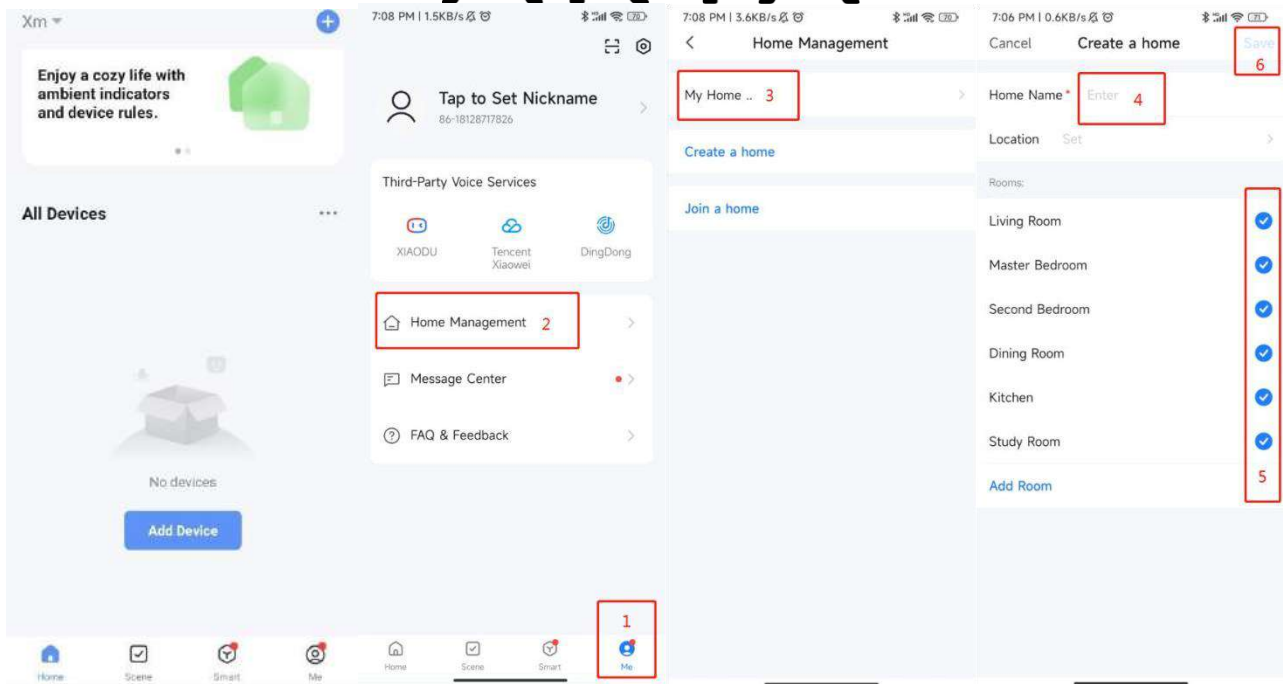 Xm
Enjoy a cozy life with
ambient indicators
and device rules.
All Devices
...
No devices
Add Device
Home
Scene
Smart
Me
7:08 PM | 1.5KB/s
70
Tap to Set Nickname
86-18128717826
Third-Party Voice Services
XIAODU
Tencent
Xiaowei
DingDong
Home Management 2
Message Center
FAQ & Feedback
1
Home
Scene
Smart
Me
7:08 PM | 3.6KB/s
70
Home Management
My Home .. 3
Create a home
Join a home
7:06 PM | 0.6KB/s
71
Cancel
Create a home
Save
6
Home Name* Enter 4
Location Set
Rooms:
Living Room
Master Bedroom
Second Bedroom
Dining Room
Kitchen
Study Room
Add Room
5